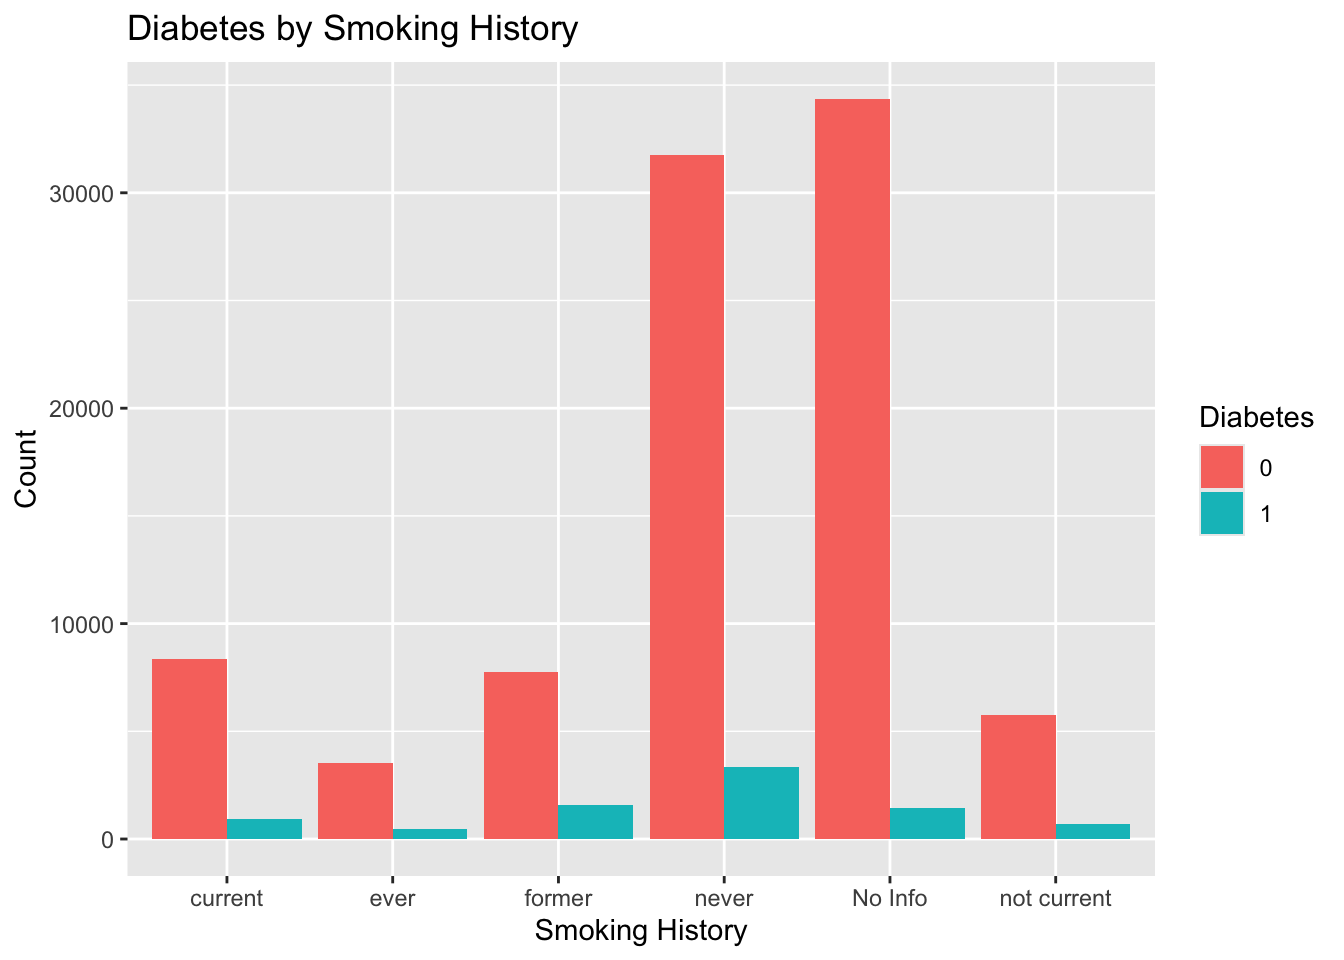 Diabetes by Smoking History
30000
20000
10000
0
Count
current
ever
former
never
No Info
not current
Smoking History
Diabetes
0
1